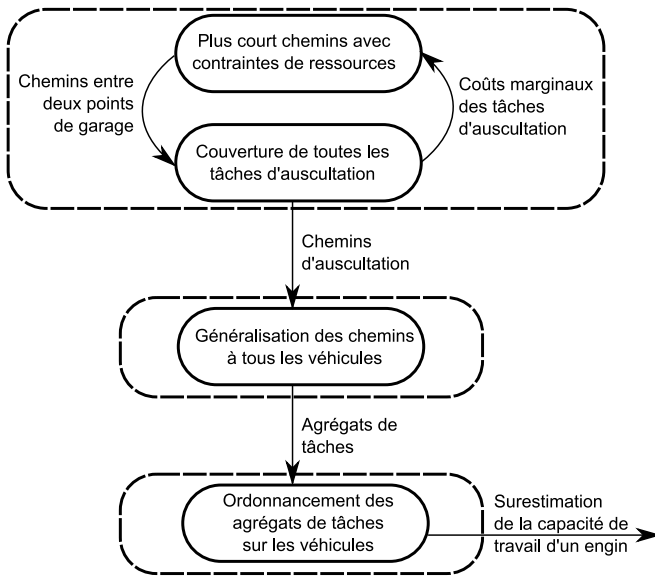 Plus court chemins avec
contraintes de ressources
Chemins entre
deux points
de garage
Coûts marginaux
des tâches
d'auscultation
Couverture de toutes les
tâches d'auscultation
Chemins
d'auscultation
Généralisation des chemins
à tous les véhicules
Agrégats de
tâches
Ordonnancement des
agrégats de tâches
sur les véhicules
Surestimation
de la capacité de
travail d'un engin